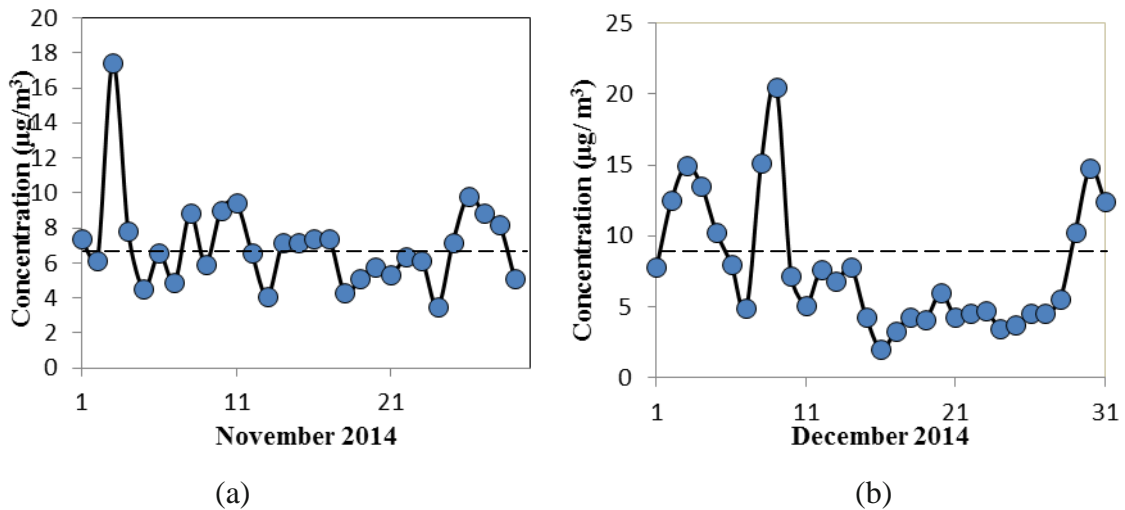 20
18
16
14
12
10
8
6
4
2
0
Concentration (µg/m³)
1 11 21
November 2014
(a)
25
20
15
10
5
0
Concentration (µg/ m³)
1 11 21 31
December 2014
(b)